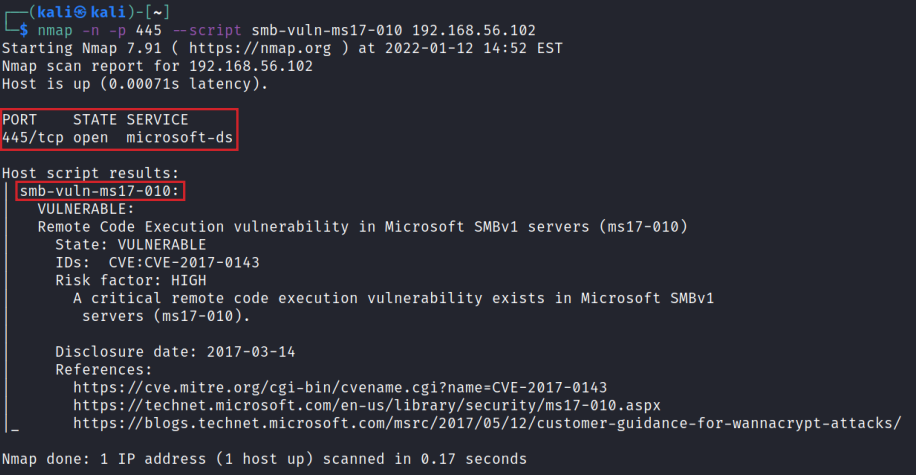 ┌──(kali㉿kali)-[~]
└─$ nmap -n -p 445 --script smb-vuln-ms17-010 192.168.56.102
Starting Nmap 7.91 ( https://nmap.org ) at 2022-01-12 14:52 EST
Nmap scan report for 192.168.56.102
Host is up (0.00071s latency).

PORT    STATE SERVICE
445/tcp open  microsoft-ds

Host script results:
| smb-vuln-ms17-010:
|   VULNERABLE:
|   Remote Code Execution vulnerability in Microsoft SMBv1 servers (ms17-010)
|     State: VULNERABLE
|     IDs:  CVE:CVE-2017-0143
|     Risk factor: HIGH
|       A critical remote code execution vulnerability exists in Microsoft SMBv1
|        servers (ms17-010).
|
|     Disclosure date: 2017-03-14
|     References:
|       https://cve.mitre.org/cgi-bin/cvename.cgi?name=CVE-2017-0143
|       https://technet.microsoft.com/en-us/library/security/ms17-010.aspx
|_      https://blogs.technet.microsoft.com/msrc/2017/05/12/customer-guidance-for-wannacrypt-attacks/

Nmap done: 1 IP address (1 host up) scanned in 0.17 seconds